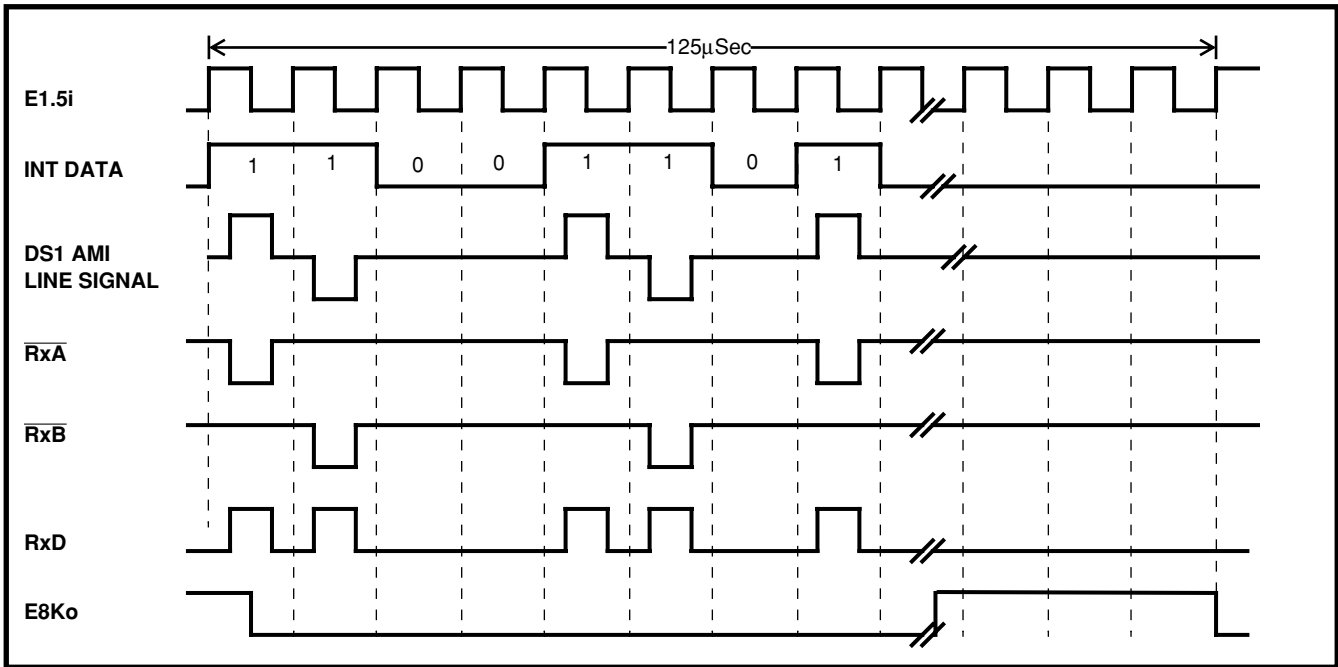 125μSec
E1.5i
INT DATA
1 1 0 0 1 1 0 1
DS1 AMI
LINE SIGNAL
RxA
RxB
RxD
E8Ko